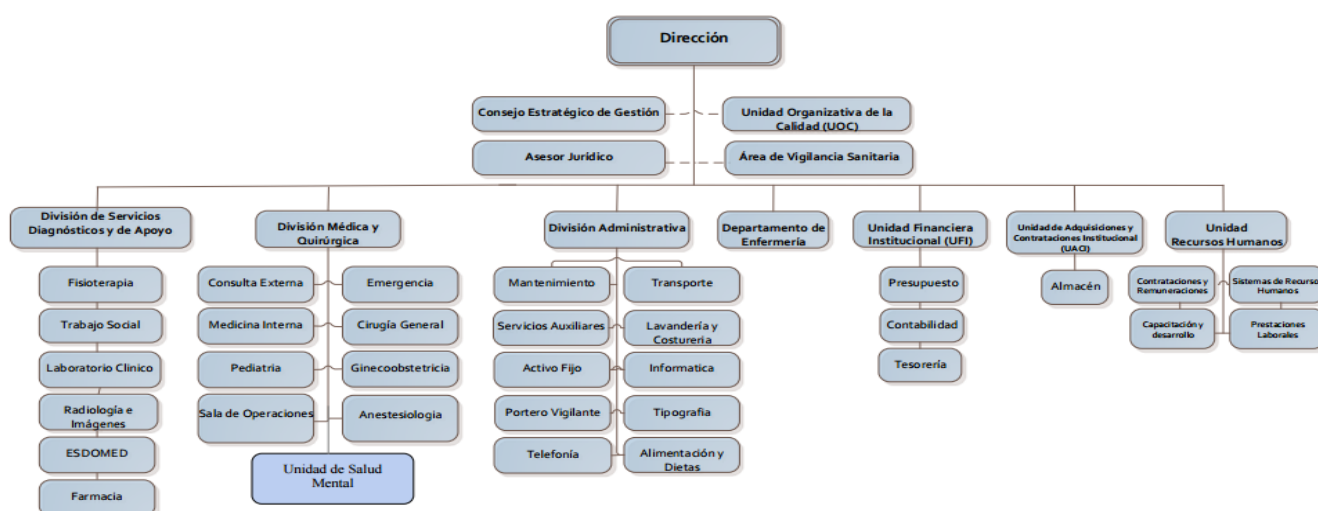 Dirección
Consejo Estratégico de Gestión
Unidad Organizativa de la
Calidad (UOC)
Asesor Jurídico
Área de Vigilancia Sanitaria
División de Servicios
Diagnósticos y de Apoyo
Fisioterapia
Trabajo Social
Laboratorio Clinico
Radiología e
Imágenes
ESDOMED
Farmacia
División Médica y
Quirúrgica
Consulta Externa
Emergencia
Medicina Interna
Cirugía General
Pediatria
Ginecoobstetricia
Sala de Operaciones
Anestesiologia
Unidad de Salud
Mental
División Administrativa
Mantenimiento
Transporte
Servicios Auxiliares
Lavandería y
Costurería
Activo Fijo
Informatica
Portero Vigilante
Tipografia
Telefonía
Alimentación y
Dietas
Departamento de
Enfermería
Unidad Financiera
Institucional (UFI)
Presupuesto
Contabilidad
Tesorería
Unidad de Adquisiciones y
Contrataciones Institucional
(UACI)
Almacén
Unidad
Recursos Humanos
Contrataciones y
Remuneraciones
Sistemas de Recurso
Humanos
Capacitación y
desarrollo
Prestaciones
Laborales